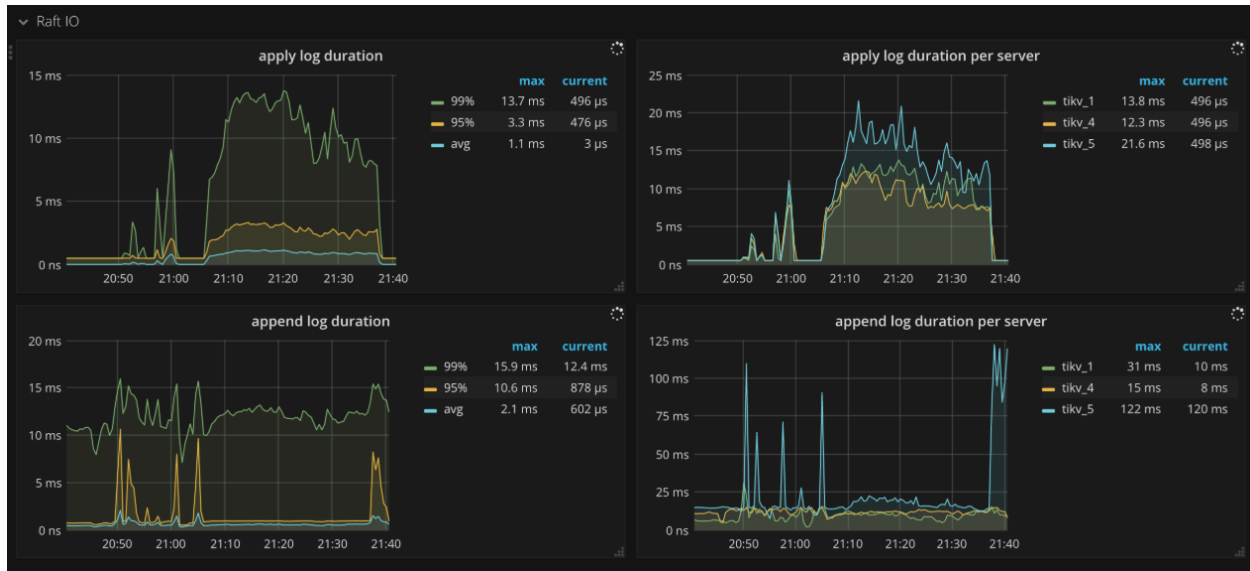 Raft IO
apply log duration
15 ms
10 ms
5 ms
0 ns
20:50 21:00 21:10 21:20 21:30 21:40
max current
99% 13.7 ms 496 µs
95% 3.3 ms 476 µs
avg 1.1 ms 3 µs
apply log duration per server
25 ms
20 ms
15 ms
10 ms
5 ms
0 ns
20:50 21:00 21:10 21:20 21:30 21:40
max current
tikv_1 13.8 ms 496 µs
tikv_4 12.3 ms 496 µs
tikv_5 21.6 ms 498 µs
append log duration
20 ms
15 ms
10 ms
5 ms
0 ns
20:50 21:00 21:10 21:20 21:30 21:40
max current
99% 15.9 ms 12.4 ms
95% 10.6 ms 878 µs
avg 2.1 ms 602 µs
append log duration per server
125 ms
100 ms
75 ms
50 ms
25 ms
0 ns
20:50 21:00 21:10 21:20 21:30 21:40
max current
tikv_1 31 ms 10 ms
tikv_4 15 ms 8 ms
tikv_5 122 ms 120 ms